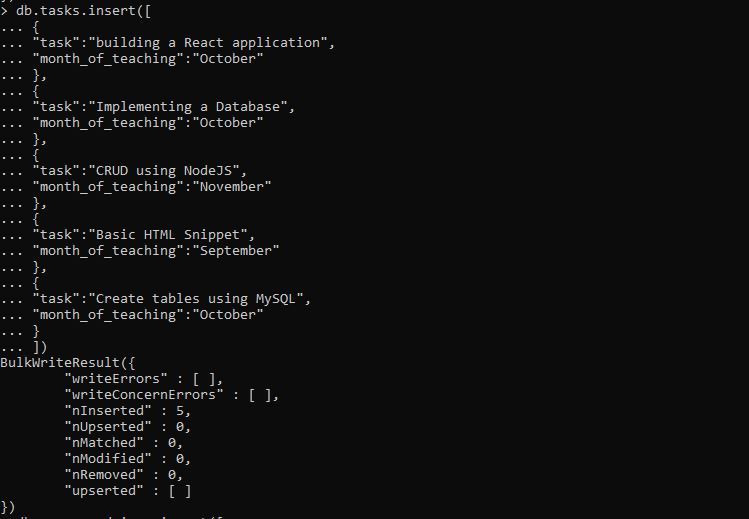 > db.tasks.insert([
... {
... "task":"building a React application",
... "month_of_teaching":"October"
... },
... {
... "task":"Implementing a Database",
... "month_of_teaching":"October"
... },
... {
... "task":"CRUD using NodeJS",
... "month_of_teaching":"November"
... },
... {
... "task":"Basic HTML Snippet",
... "month_of_teaching":"September"
... },
... {
... "task":"Create tables using MySQL",
... "month_of_teaching":"October"
... }
... ])
BulkWriteResult({
        "writeErrors" : [ ],
        "writeConcernErrors" : [ ],
        "nInserted" : 5,
        "nUpserted" : 0,
        "nMatched" : 0,
        "nModified" : 0,
        "nRemoved" : 0,
        "upserted" : [ ]
})